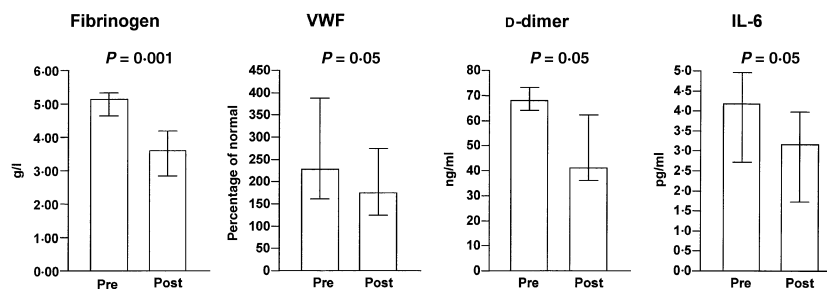 Fibrinogen
P = 0·001
g/l
6·00
5·00
4·00
3·00
2·00
1·00
0·00
Pre Post
VWF
P = 0·05
Percentage of normal
450
400
350
300
250
200
150
100
50
0
Pre Post
D-dimer
P = 0·05
ng/ml
80
70
60
50
40
30
20
10
0
Pre Post
IL-6
P = 0·05
pg/ml
5·0
4·5
4·0
3·5
3·0
2·5
2·0
1·5
1·0
0·5
0·0
Pre Post